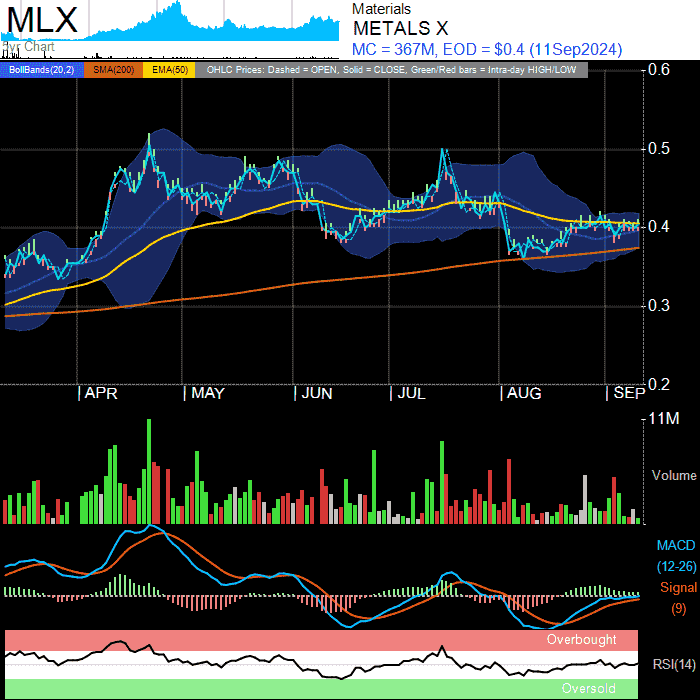 MLX
5yr Chart
Materials
METALS X
MC = 367M, EOD = $0.4 (11Sep2024)
BollBands(20,2) SMA(200) EMA(50) OHLC Prices: Dashed = OPEN, Solid = CLOSE, Green/Red bars = Intra-day HIGH/LOW
0.6
0.5
0.4
0.3
0.2
APR MAY JUN JUL AUG SEP
11M
Volume
MACD
(12-26)
Signal
(9)
Overbought
RSI(14)
Oversold